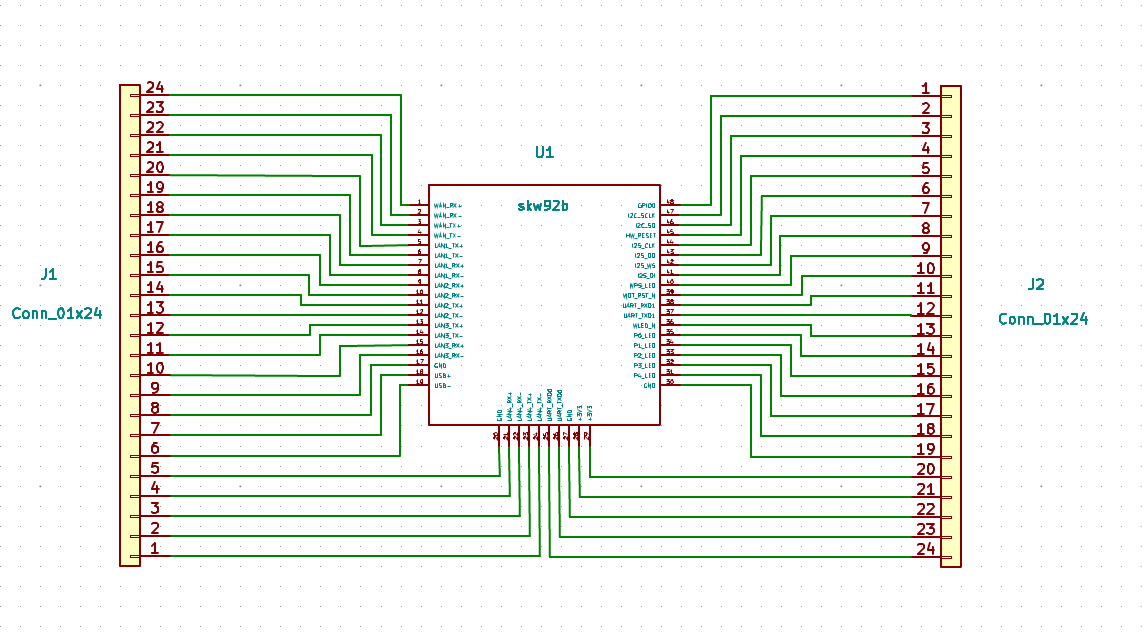 U1
skw92b
J1
Conn_01x24
J2
Conn_01x24
24
23
22
21
20
19
18
17
16
15
14
13
12
11
10
9
8
7
6
5
4
3
2
1
1 WAN_RX+
2 WAN_RX-
3 WAN_TX+
4 WAN_TX-
5 LAN1_TX+
6 LAN1_TX-
7 LAN1_RX+
8 LAN1_RX-
9 LAN2_RX+
10 LAN2_RX-
11 LAN2_TX+
12 LAN2_TX-
13 LAN3_TX+
14 LAN3_TX-
15 LAN3_RX+
16 LAN3_RX-
17 GND
18 USB+
19 USB-
20 GND
21 LAN4_RX+
22 LAN4_RX-
23 LAN4_TX+
24 LAN4_TX-
25 UART_RXD0
26 UART_TXD0
27 GND
28 +3V3
29 +3V3
GPIO0 48
I2C_SCLK 47
I2C_SD 46
HW_RESET 45
I2S_CLK 44
I2S_DO 43
I2S_WS 42
I2S_DI 41
WPS_LED 40
WDT_RST_N 39
UART_RXD1 38
UART_TXD1 37
WLED_N 36
P0_LED 35
P1_LED 34
P2_LED 33
P3_LED 32
P4_LED 31
GND 30
1
2
3
4
5
6
7
8
9
10
11
12
13
14
15
16
17
18
19
20
21
22
23
24